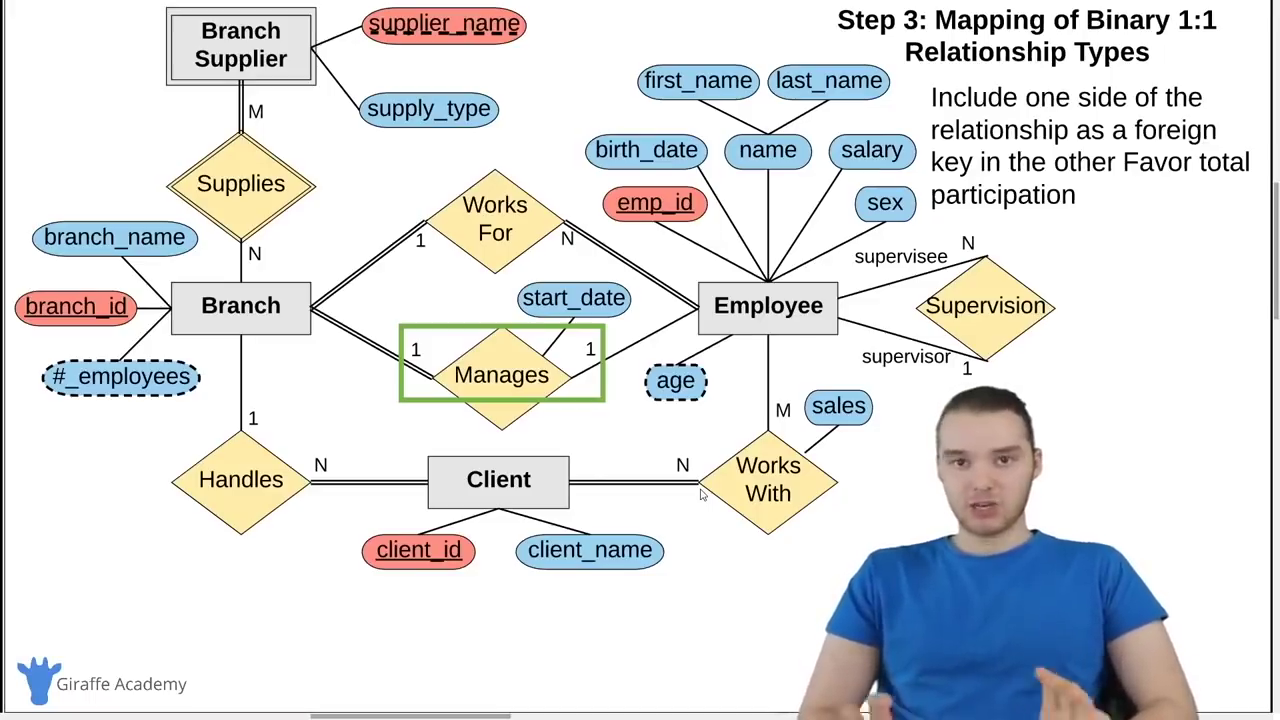 Step 3: Mapping of Binary 1:1
Relationship Types
Include one side of the
relationship as a foreign
key in the other Favor total
participation
Branch
Supplier
supplier_name
supply_type
M
Supplies
N
branch_name
branch_id
#_employees
Branch
1
Works
For
N
start_date
1
Manages
1
first_name
last_name
birth_date
name
salary
emp_id
sex
Employee
age
supervisee
N
Supervision
supervisor
1
1
Handles
N
Client
client_id
client_name
N
M
Works
With
sales
Giraffe Academy